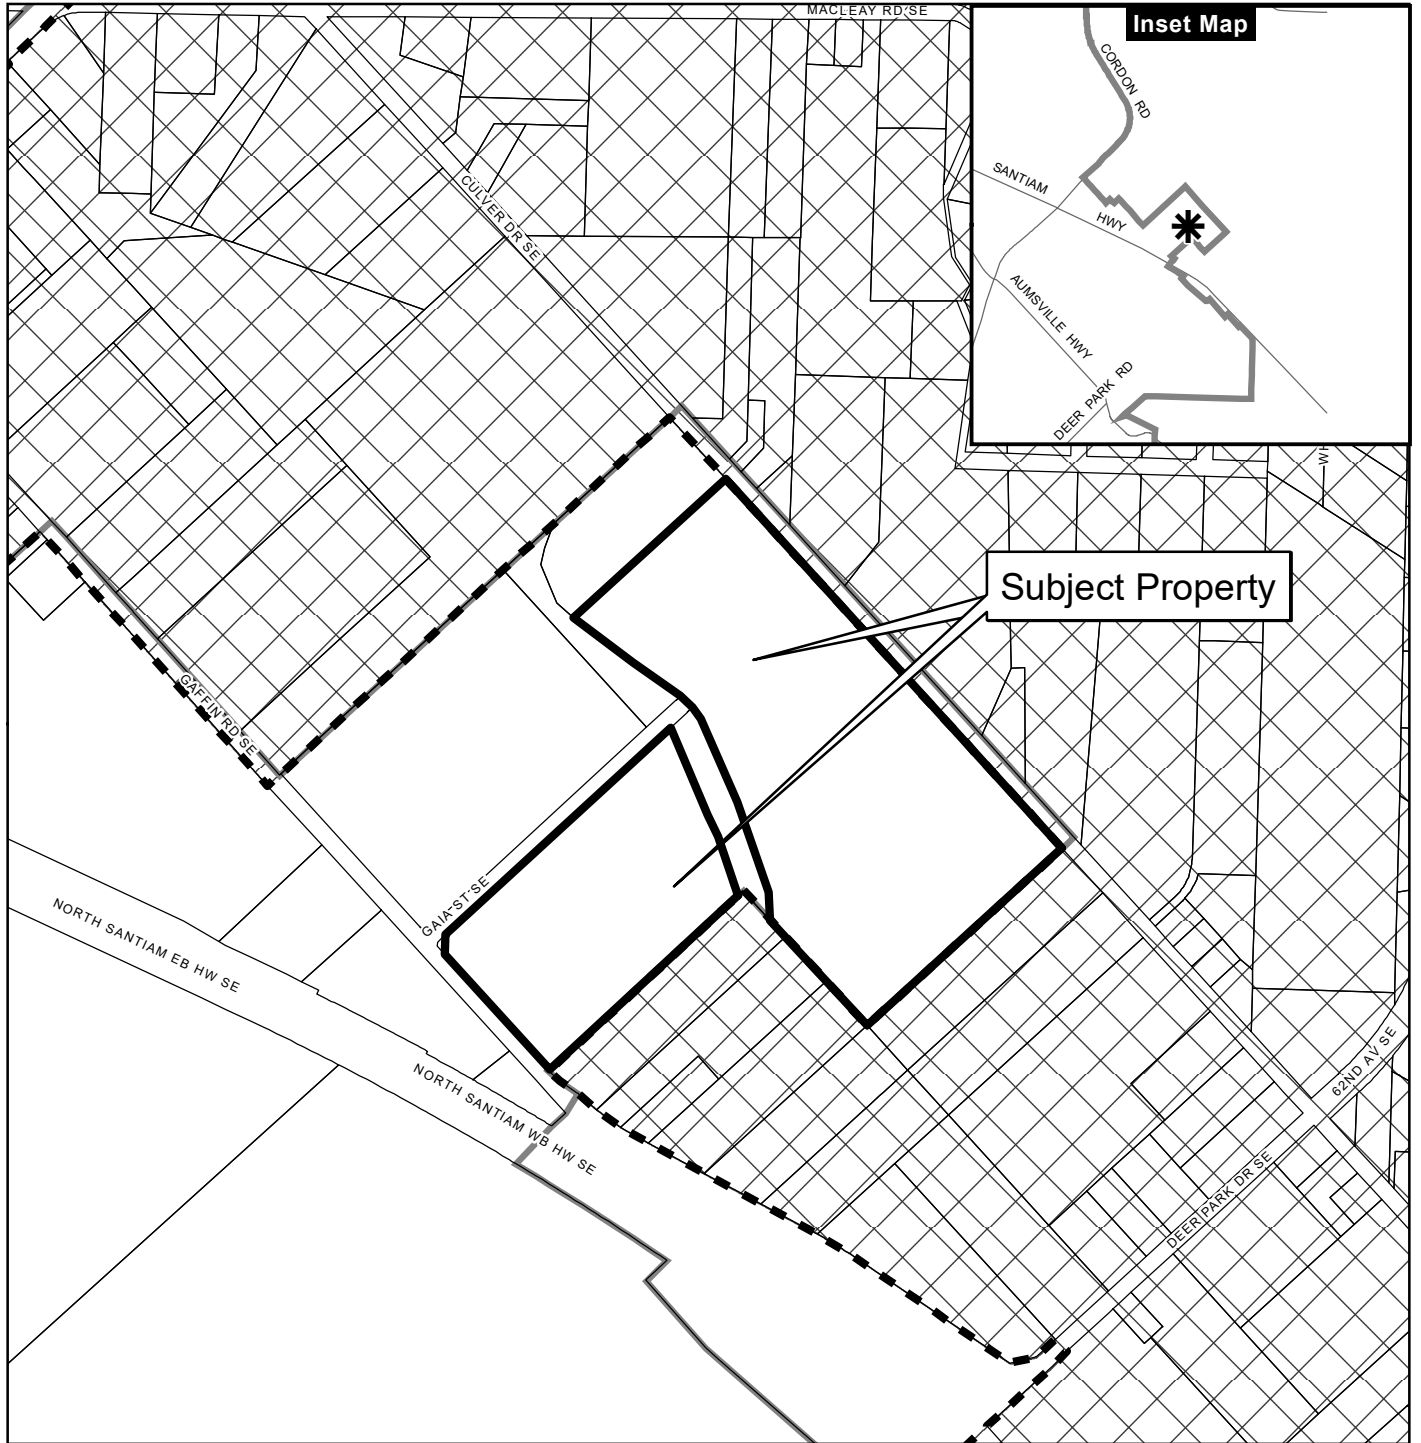 MACLEAY RD SE
Inset Map
CORDON RD
SANTIAM
HWY
AUMSVILLE HWY
DEER PARK RD
CULVER DR SE
WH
Subject Property
GAFFIN RD SE
GAIA ST SE
NORTH SANTIAM EB HW SE
NORTH SANTIAM WB HW SE
62ND AV SE
DEER PARK DR SE